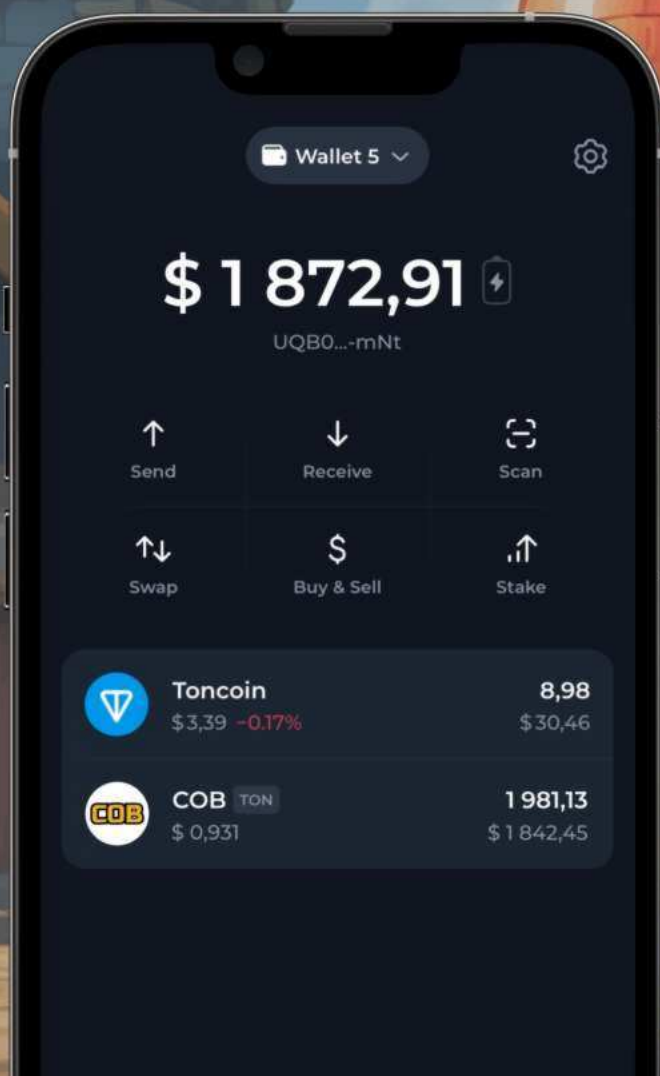 Wallet 5
$ 1 872,91
UQB0...-mNt
Send Receive Scan
Swap Buy & Sell Stake
Toncoin 8,98
$ 3,39 −0.17% $ 30,46
COB
COB TON 1 981,13
$ 0,931 $ 1 842,45